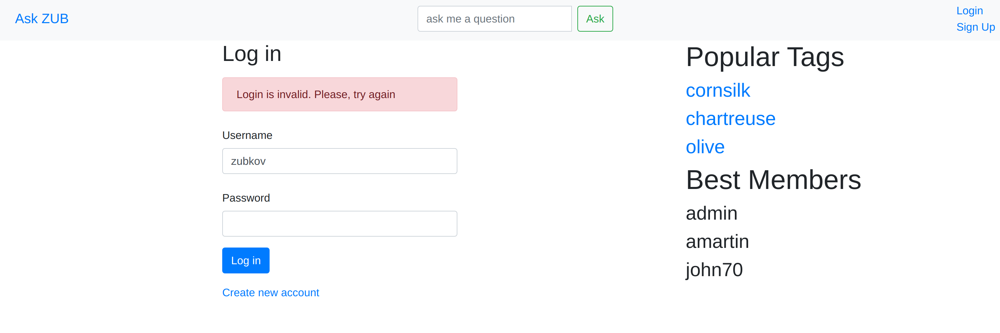 Ask ZUB
ask me a question
Ask
Login
Sign Up
Log in
Login is invalid. Please, try again
Username
zubkov
Password
Log in
Create new account
Popular Tags
cornsilk
chartreuse
olive
Best Members
admin
amartin
john70